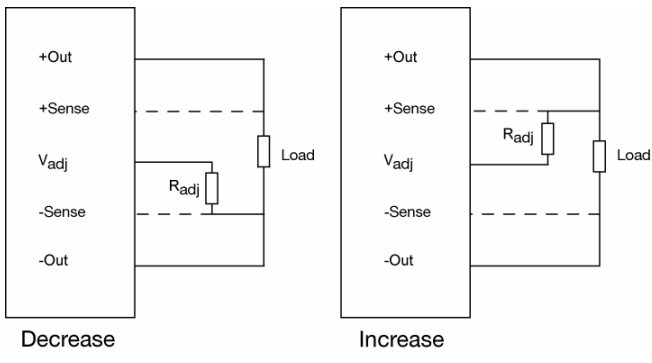 +Out
+Sense
Vadj
Radj
-Sense
-Out
Load
Decrease
+Out
+Sense
Radj
Vadj
-Sense
-Out
Load
Increase